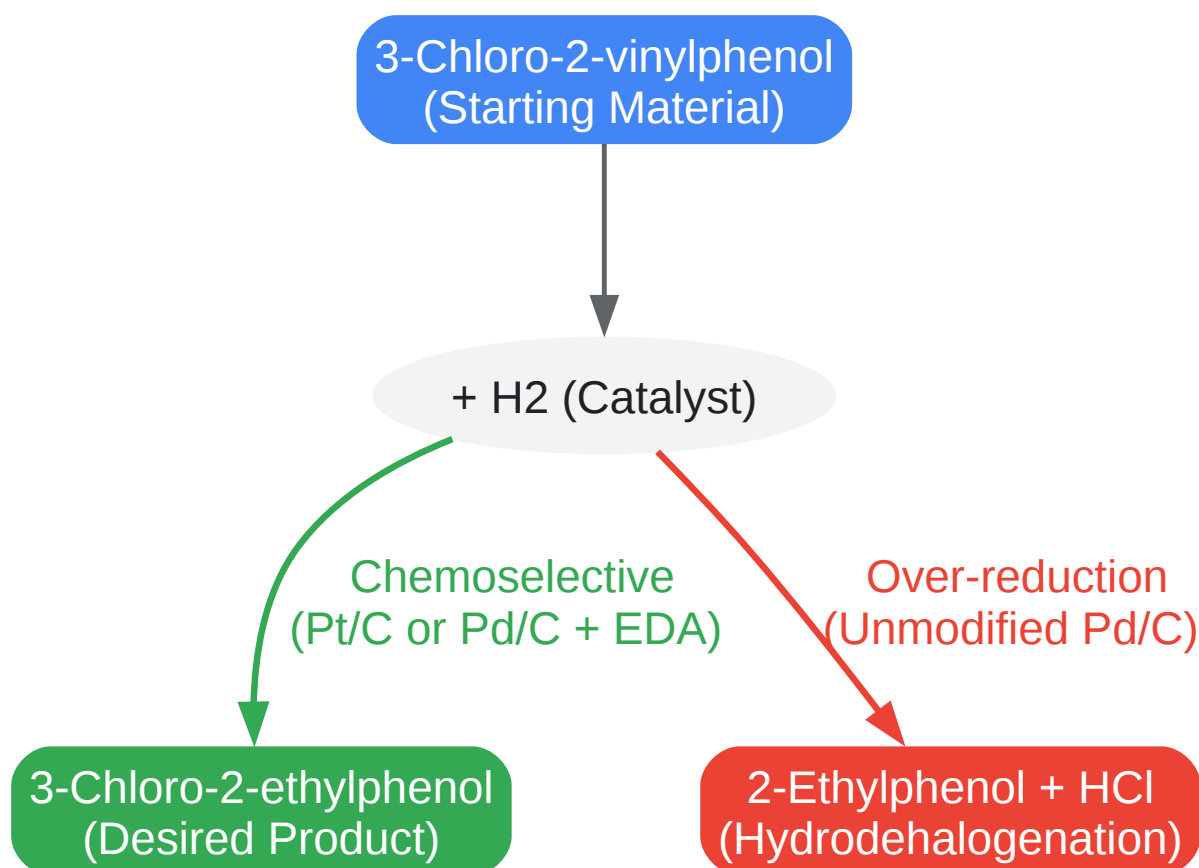 3-Chloro-2-vinylphenol
(Starting Material)
+ H2 (Catalyst)
Chemoselective
(Pt/C or Pd/C + EDA)
Over-reduction
(Unmodified Pd/C)
3-Chloro-2-ethylphenol
(Desired Product)
2-Ethylphenol + HCl
(Hydrodehalogenation)